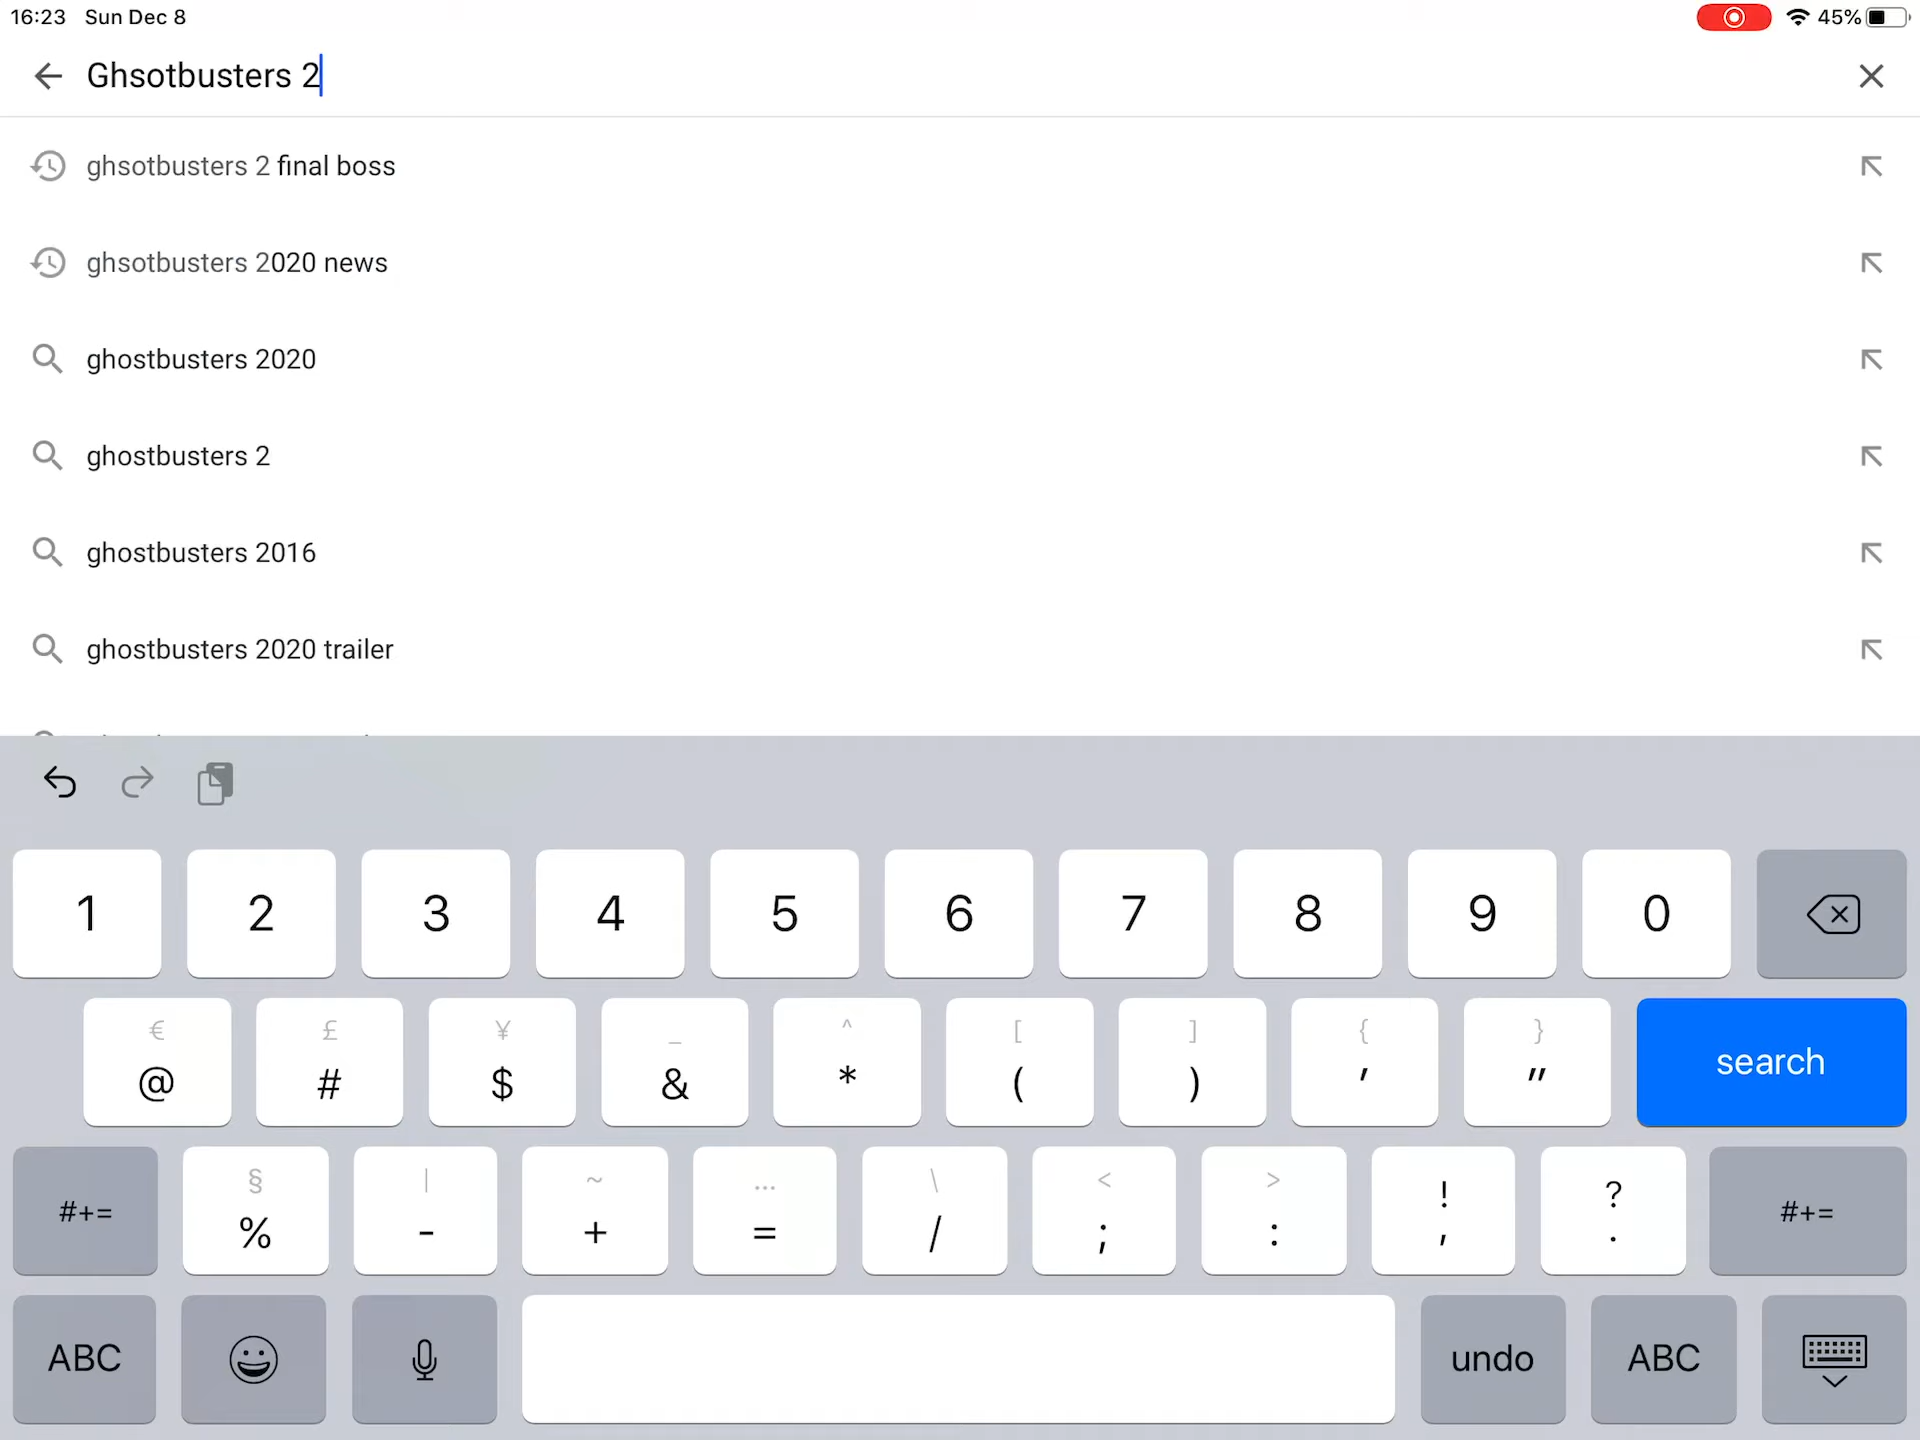 16:23 Sun Dec 8 45%
Ghsotbusters 2
ghsotbusters 2 final boss
ghsotbusters 2020 news
ghostbusters 2020
ghostbusters 2
ghostbusters 2016
ghostbusters 2020 trailer
1 2 3 4 5 6 7 8 9 0
€ £ ¥ _ ^ [ ] { }
@ # $ & * ( ) ' " search
§ | ~ … \ < > ! ?
#+= % - + = / ; : , . #+=
ABC undo ABC